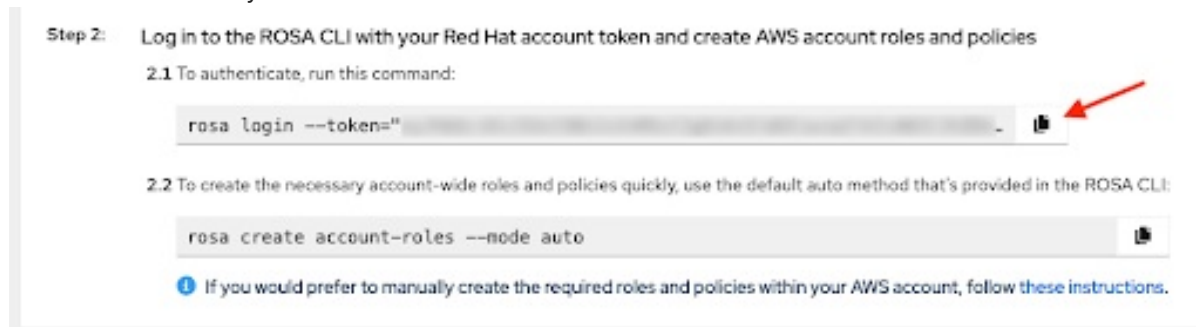 Step 2: Log in to the ROSA CLI with your Red Hat account token and create AWS account roles and policies
2.1 To authenticate, run this command:
rosa login --token="
2.2 To create the necessary account-wide roles and policies quickly, use the default auto method that's provided in the ROSA CLI:
rosa create account-roles --mode auto
If you would prefer to manually create the required roles and policies within your AWS account, follow these instructions.